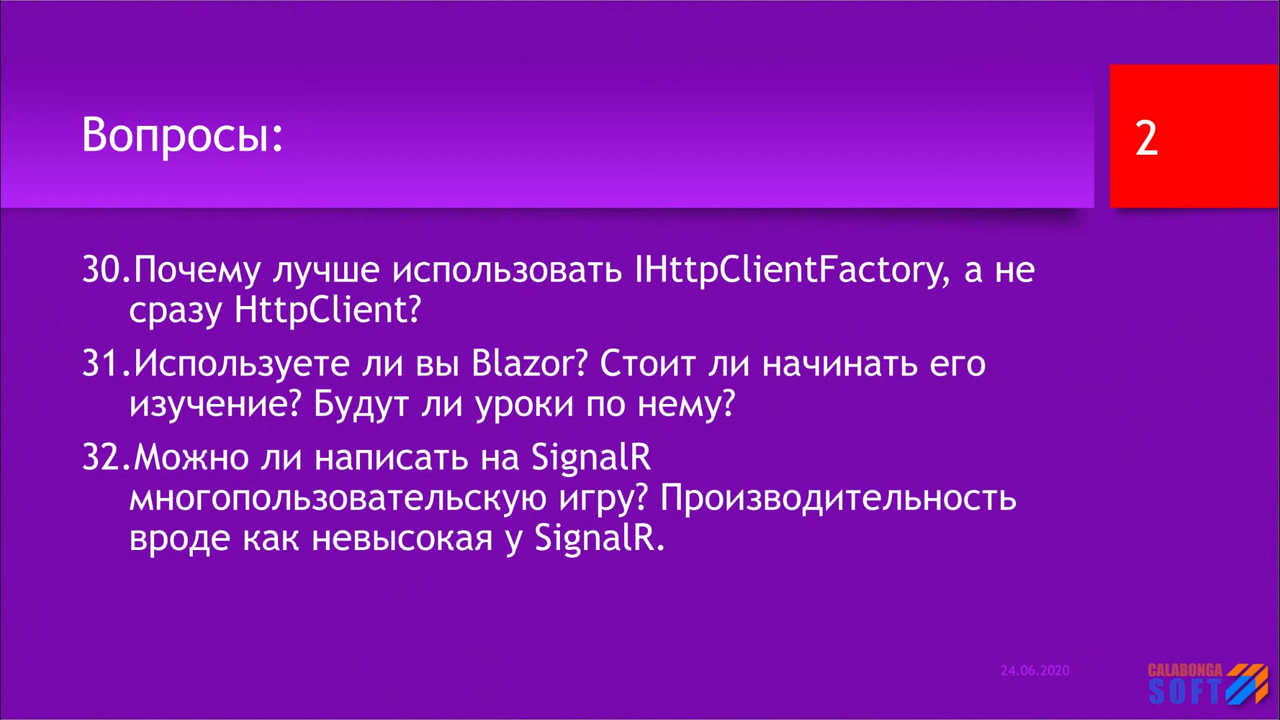 Вопросы:
2
30.Почему лучше использовать IHttpClientFactory, а не
сразу HttpClient?
31.Используете ли вы Blazor? Стоит ли начинать его
изучение? Будут ли уроки по нему?
32.Можно ли написать на SignalR
многопользовательскую игру? Производительность
вроде как невысокая у SignalR.
24.06.2020
CALABONGA
SOFT